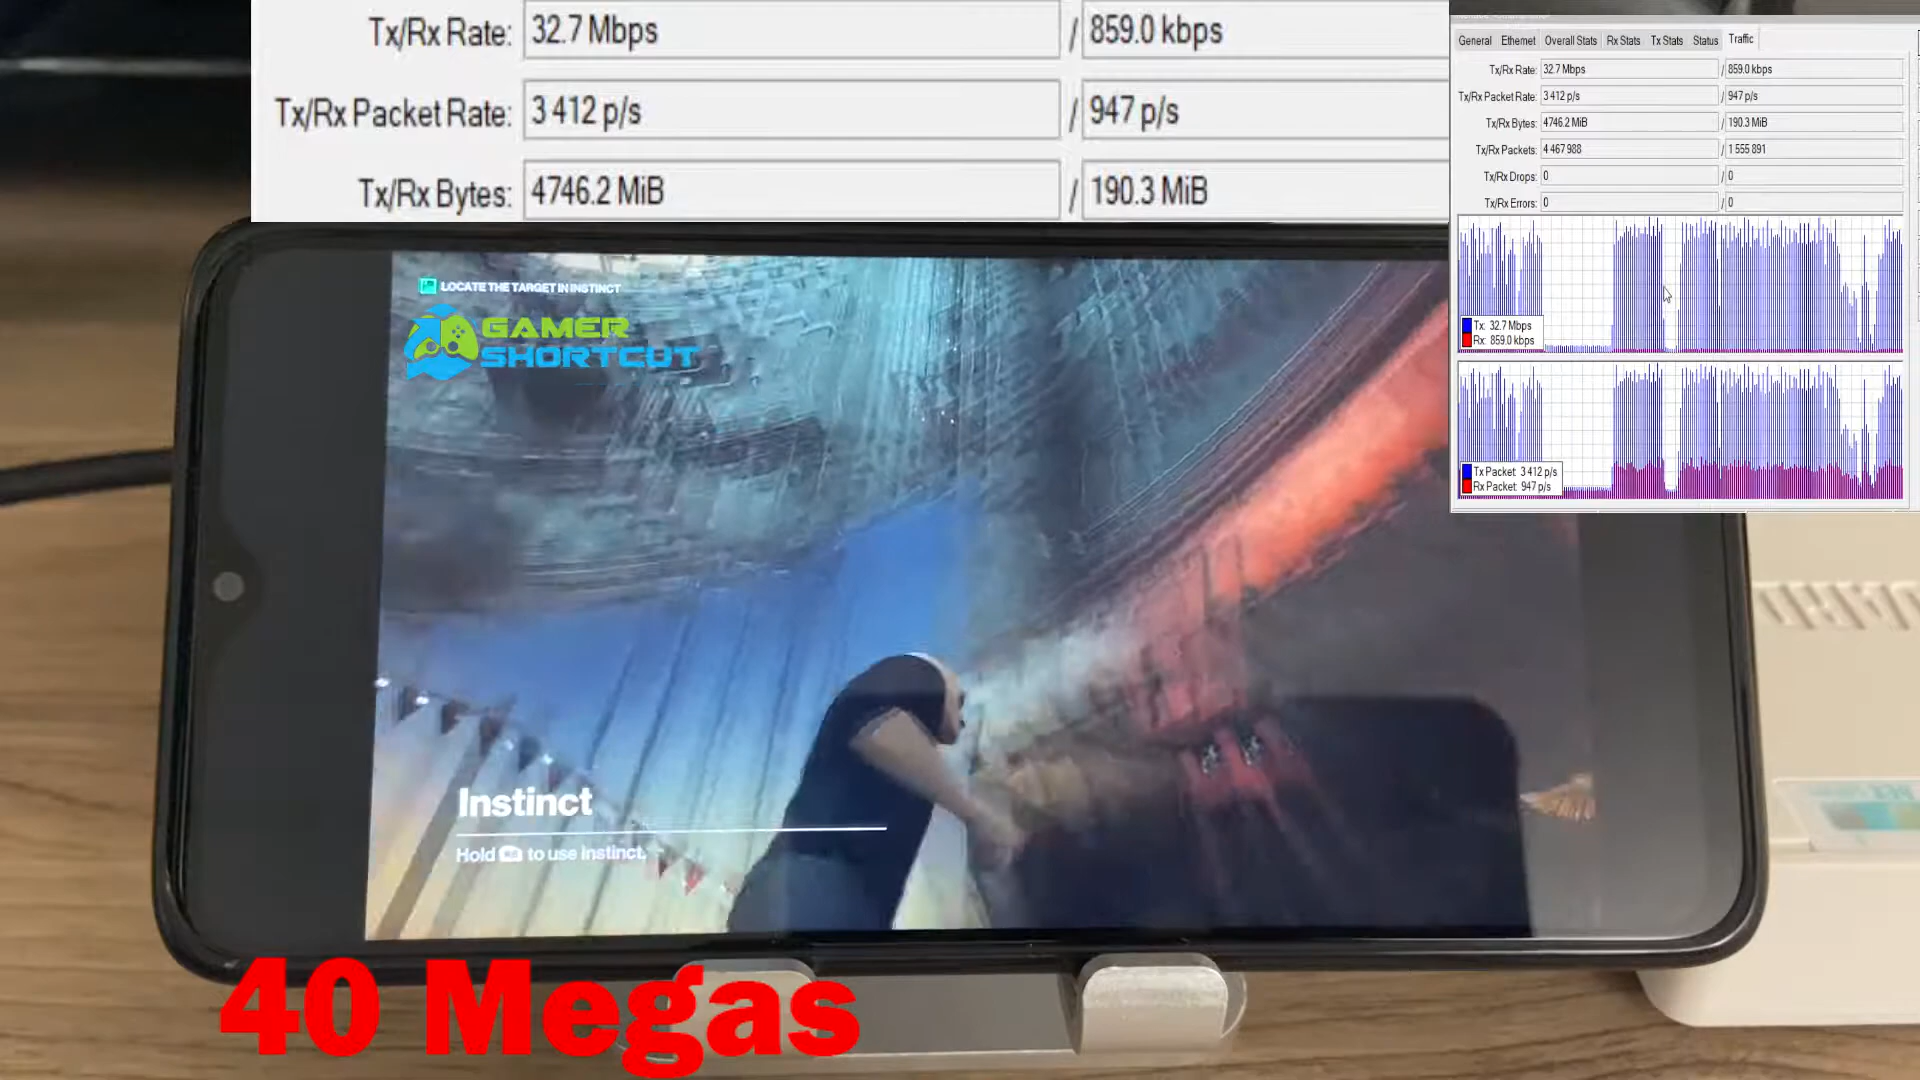 Tx/Rx Rate: 32.7 Mbps / 859.0 kbps
Tx/Rx Packet Rate: 3 412 p/s / 947 p/s
Tx/Rx Bytes: 4746.2 MiB / 190.3 MiB
General Ethernet Overall Stats Rx Stats Tx Stats Status Traffic
Tx/Rx Rate: 32.7 Mbps / 859.0 kbps
Tx/Rx Packet Rate: 3 412 p/s / 947 p/s
Tx/Rx Bytes: 4746.2 MiB / 190.3 MiB
Tx/Rx Packets: 4 467 988 / 1 555 891
Tx/Rx Drops: 0 / 0
Tx/Rx Errors: 0 / 0
Tx: 32.7 Mbps
Rx: 859.0 kbps
Tx Packet: 3 412 p/s
Rx Packet: 947 p/s
LOCATE THE TARGET IN INSTINCT
GAMER
SHORTCUT
Instinct
Hold to use Instinct.
40 Megas